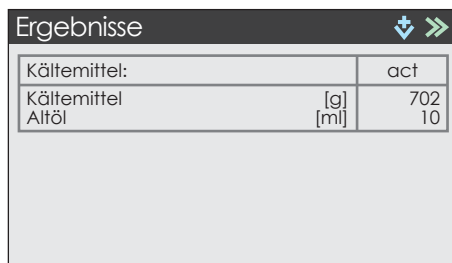 Ergebnisse
Kältemittel: act
Kältemittel [g] 702
Altöl [ml] 10